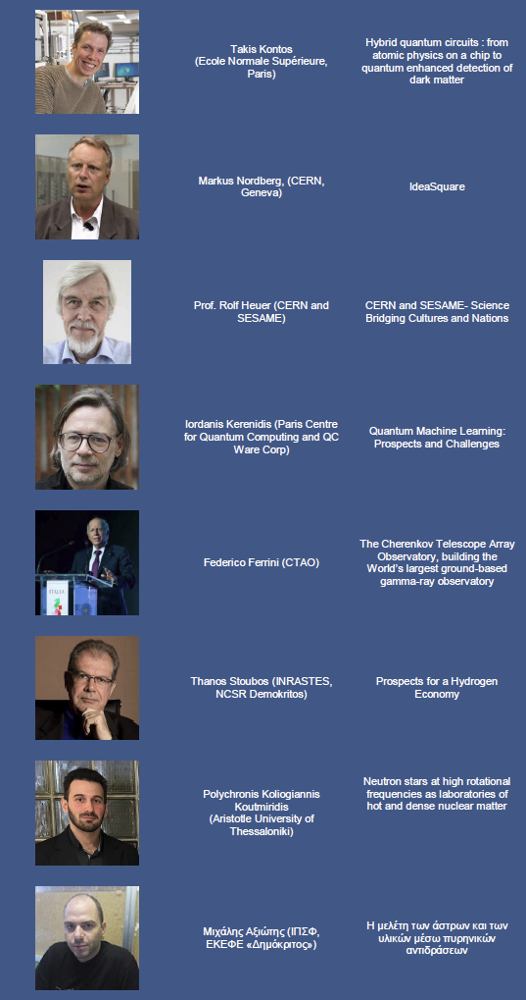 Takis Kontos
(Ecole Normale Supérieure,
Paris)
Hybrid quantum circuits : from
atomic physics on a chip to
quantum enhanced detection of
dark matter
Markus Nordberg, (CERN,
Geneva)
IdeaSquare
Prof. Rolf Heuer (CERN and
SESAME)
CERN and SESAME- Science
Bridging Cultures and Nations
Iordanis Kerenidis (Paris Centre
for Quantum Computing and QC
Ware Corp)
Quantum Machine Learning:
Prospects and Challenges
ITALIA
Federico Ferrini (CTAO)
The Cherenkov Telescope Array
Observatory, building the
World's largest ground-based
gamma-ray observatory
Thanos Stoubos (INRASTES,
NCSR Demokritos)
Prospects for a Hydrogen
Economy
Polychronis Koliogiannis
Koutmiridis
(Aristotle University of
Thessaloniki)
Neutron stars at high rotational
frequencies as laboratories of
hot and dense nuclear matter
Μιχάλης Αξιώτης (ΙΠΣΦ,
ΕΚΕΦΕ «Δημόκριτος»)
Η μελέτη των άστρων και των
υλικών μέσω πυρηνικών
αντιδράσεων